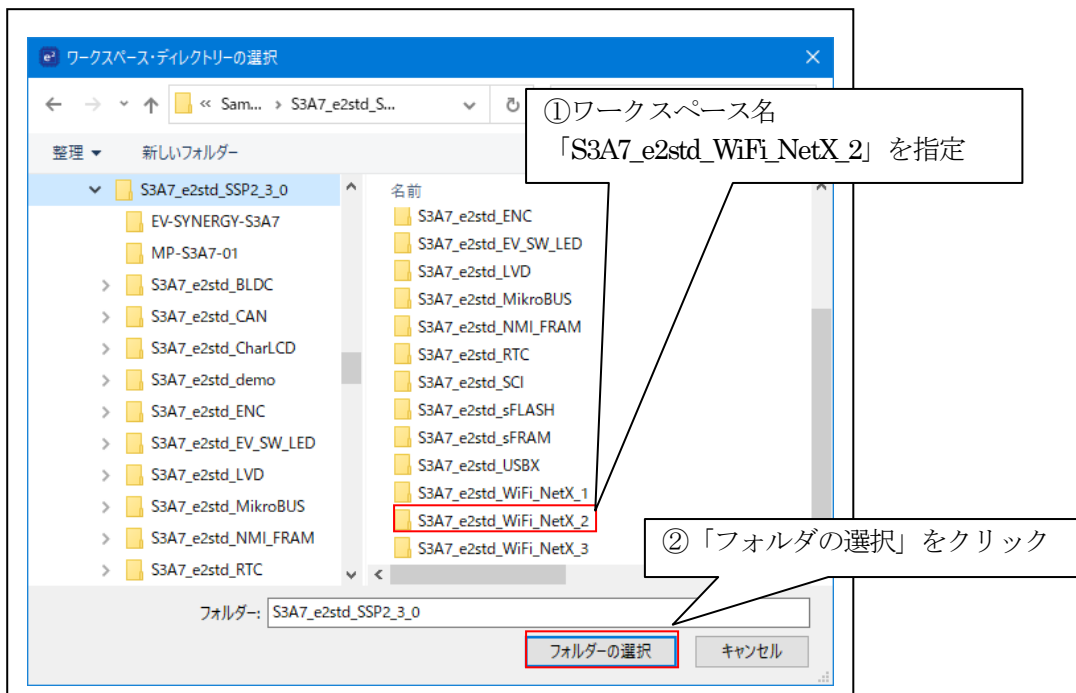 ワークスペース・ディレクトリーの選択
« Sam... › S3A7_e2std_S...
①ワークスペース名
「S3A7_e2std_WiFi_NetX_2」を指定
整理 新しいフォルダー
S3A7_e2std_SSP2_3_0
EV-SYNERGY-S3A7
MP-S3A7-01
S3A7_e2std_BLDC
S3A7_e2std_CAN
S3A7_e2std_CharLCD
S3A7_e2std_demo
S3A7_e2std_ENC
S3A7_e2std_EV_SW_LED
S3A7_e2std_LVD
S3A7_e2std_MikroBUS
S3A7_e2std_NMI_FRAM
S3A7_e2std_RTC
名前
S3A7_e2std_ENC
S3A7_e2std_EV_SW_LED
S3A7_e2std_LVD
S3A7_e2std_MikroBUS
S3A7_e2std_NMI_FRAM
S3A7_e2std_RTC
S3A7_e2std_SCI
S3A7_e2std_sFLASH
S3A7_e2std_sFRAM
S3A7_e2std_USBX
S3A7_e2std_WiFi_NetX_1
S3A7_e2std_WiFi_NetX_2
S3A7_e2std_WiFi_NetX_3
②「フォルダの選択」をクリック
フォルダー: S3A7_e2std_SSP2_3_0
フォルダーの選択 キャンセル